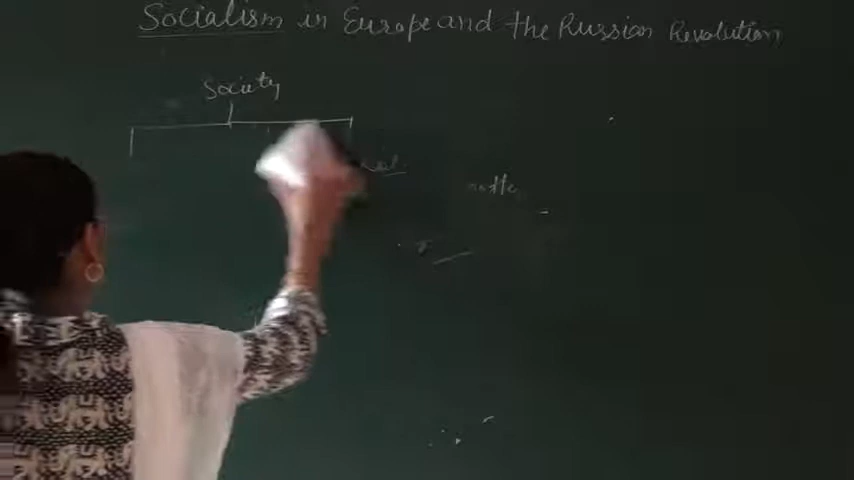 Socialism in Europe and the Russian Revolution
Society